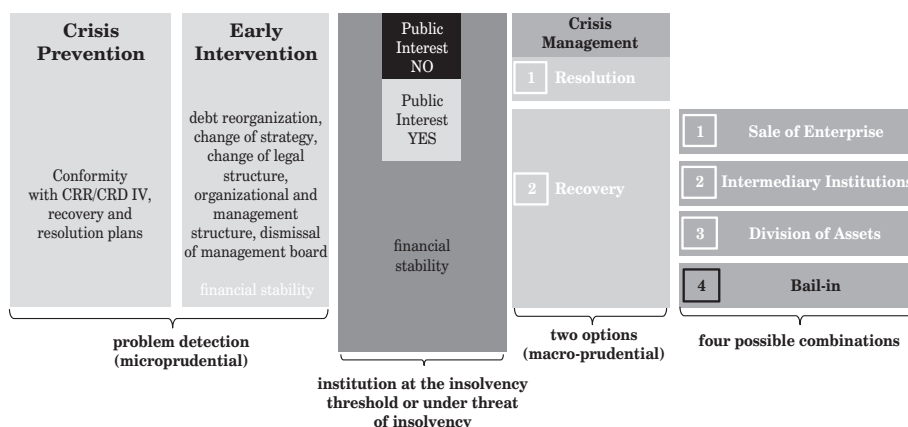 Crisis
Prevention
Conformity
with CRR/CRD IV,
recovery and
resolution plans
Early
Intervention
debt reorganization,
change of strategy,
change of legal
structure,
organizational and
management
structure, dismissal
of management board
financial stability
problem detection
(microprudential)
Public
Interest
NO
Public
Interest
YES
financial
stability
institution at the insolvency
threshold or under threat
of insolvency
Crisis
Management
1 Resolution
2 Recovery
two options
(macro-prudential)
1 Sale of Enterprise
2 Intermediary Institutions
3 Division of Assets
4 Bail-in
four possible combinations